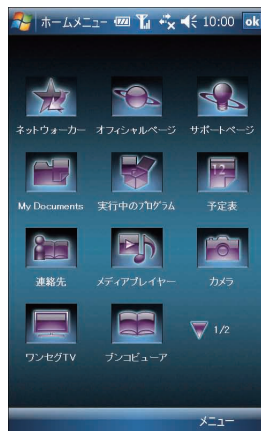 ホームメニュー 10:00 ok
ネットウォーカー オフィシャルページ サポートページ
My Documents 実行中のプログラム 予定表
12
連絡先 メディアプレイヤー カメラ
ワンセグTV ブンコビューア 1/2
メニュー